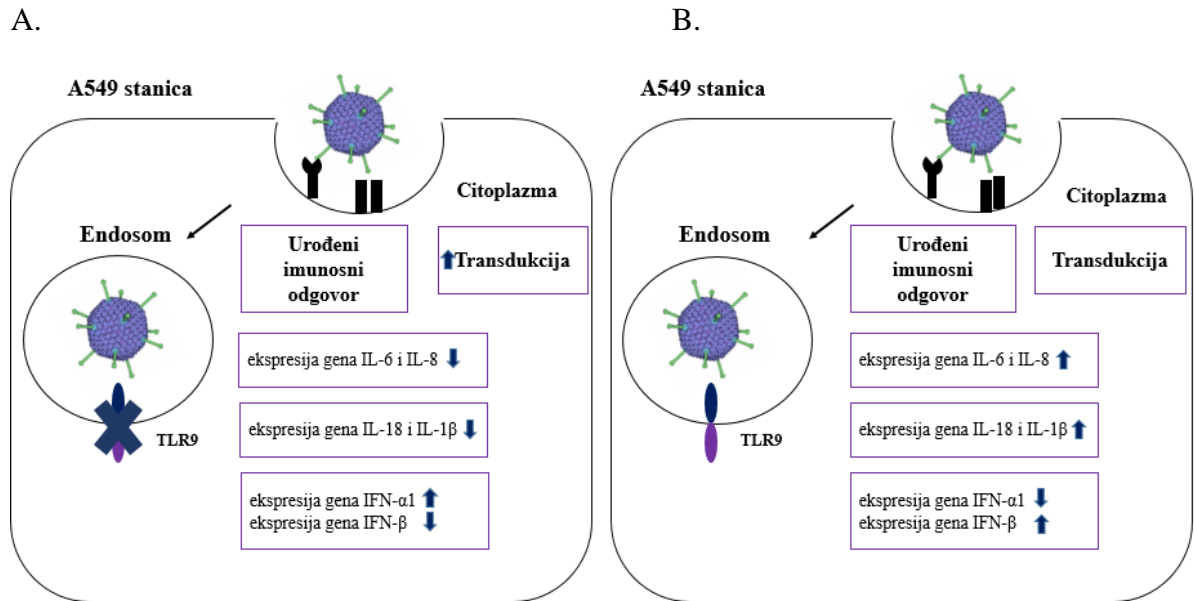 A.
A549 stanica
Citoplazma
Endosom
Urođeni
imunosni
odgovor
Transdukcija
ekspresija gena IL-6 i IL-8
ekspresija gena IL-18 i IL-1β
TLR9
ekspresija gena IFN-α1
ekspresija gena IFN-β
B.
A549 stanica
Citoplazma
Endosom
Urođeni
imunosni
odgovor
Transdukcija
ekspresija gena IL-6 i IL-8
ekspresija gena IL-18 i IL-1β
TLR9
ekspresija gena IFN-α1
ekspresija gena IFN-β